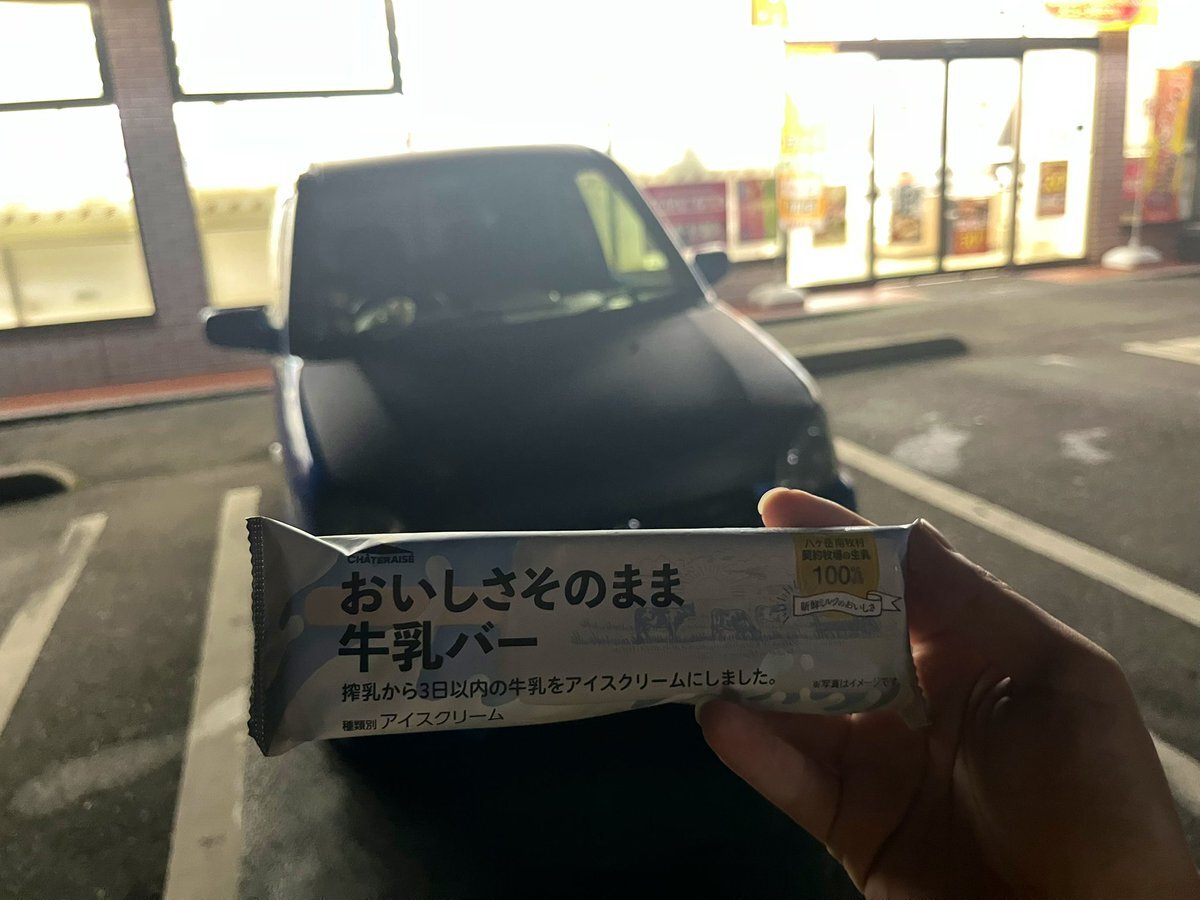 CHÂTERAISÉ
おいしさそのまま
牛乳バー
搾乳から3日以内の牛乳をアイスクリームにしました。
種類別 アイスクリーム
八ヶ岳南牧村
契約牧場の生乳
100%
新鮮ミルクのおいしさ
※写真はイメージです